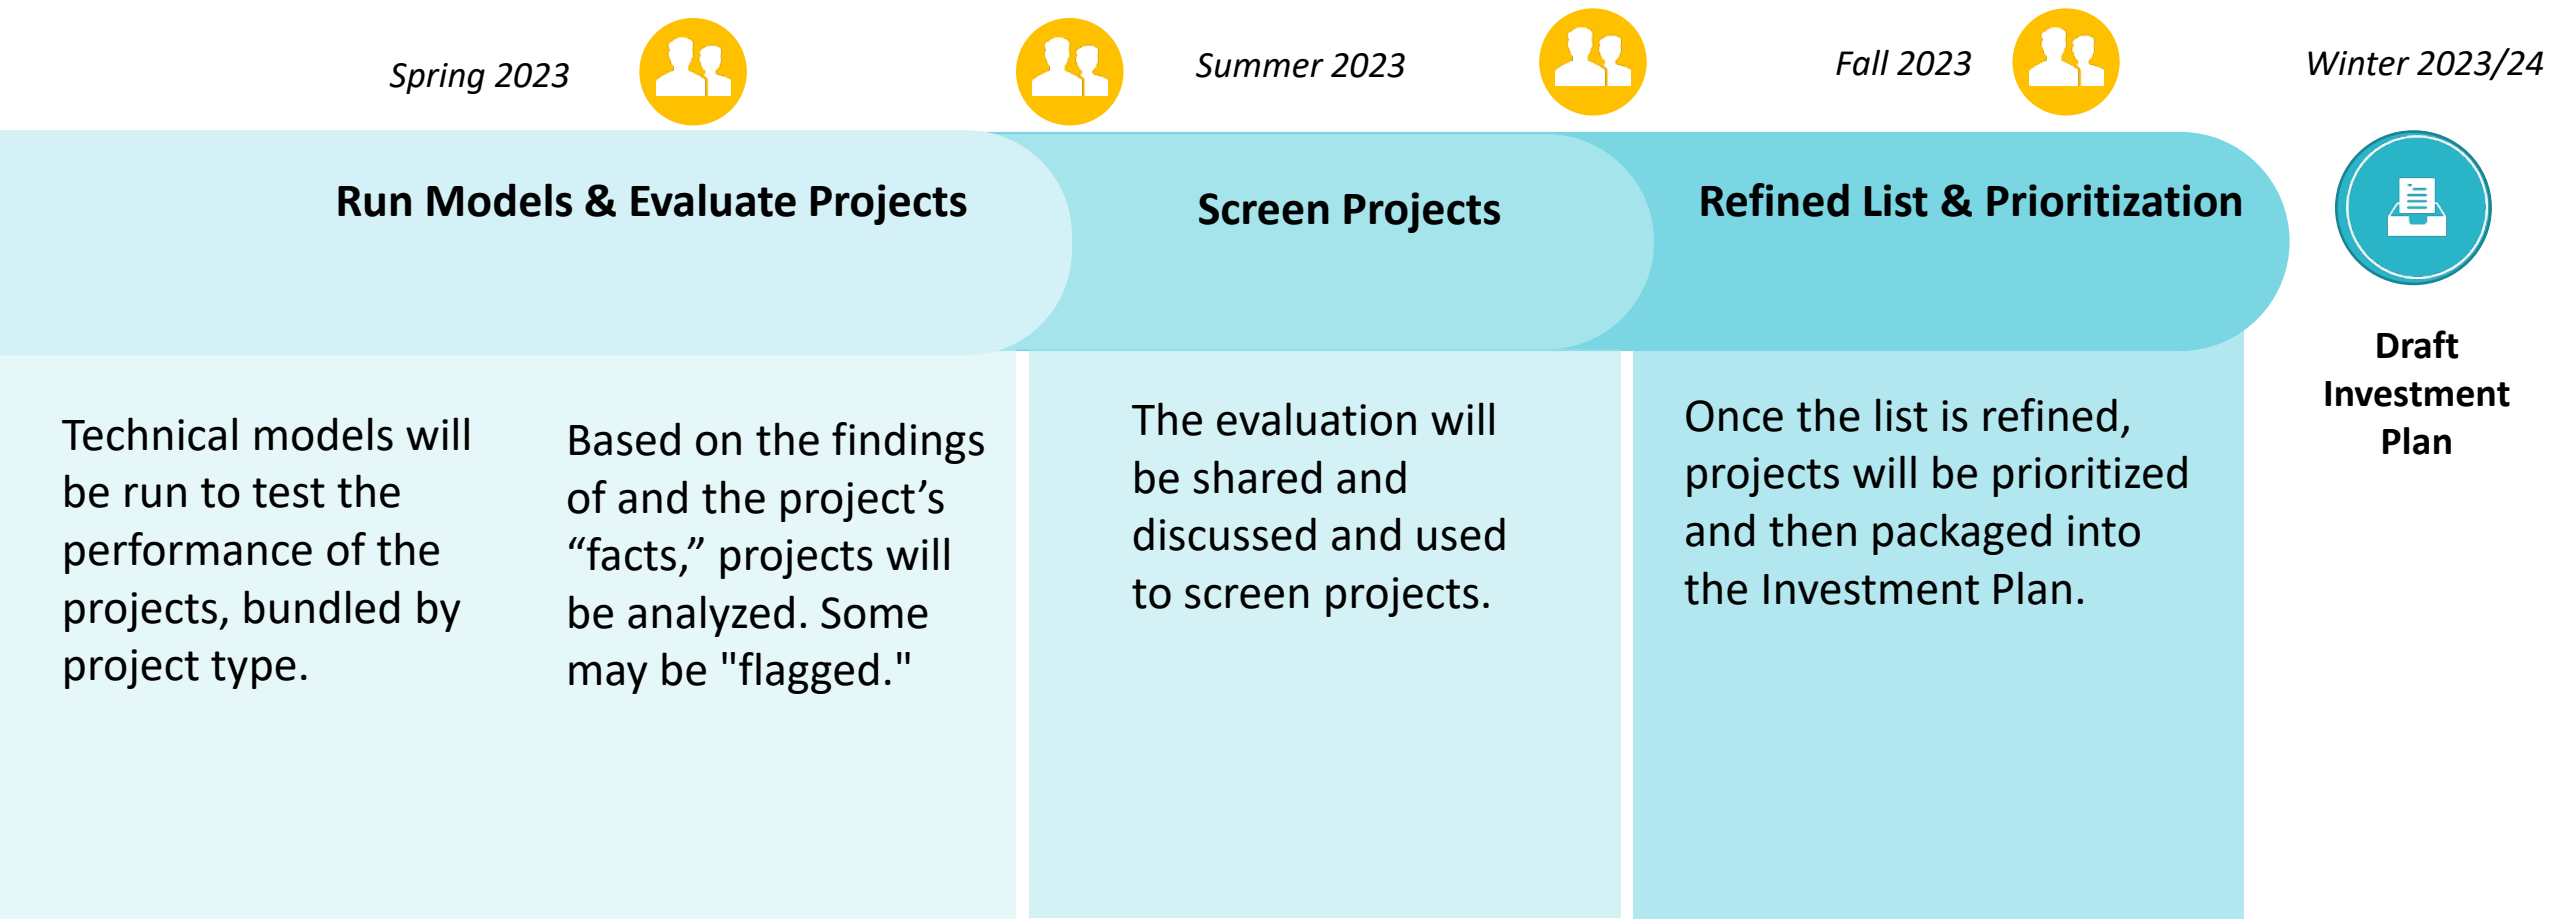 Spring 2023
Summer 2023
Fall 2023
Winter 2023/24
Run Models & Evaluate Projects
Screen Projects
Refined List & Prioritization
Technical models will
be run to test the
performance of the
projects, bundled by
project type.
Based on the findings
of and the project’s
“facts,” projects will
be analyzed. Some
may be "flagged."
The evaluation will
be shared and
discussed and used
to screen projects.
Once the list is refined,
projects will be prioritized
and then packaged into
the Investment Plan.
Draft
Investment
Plan